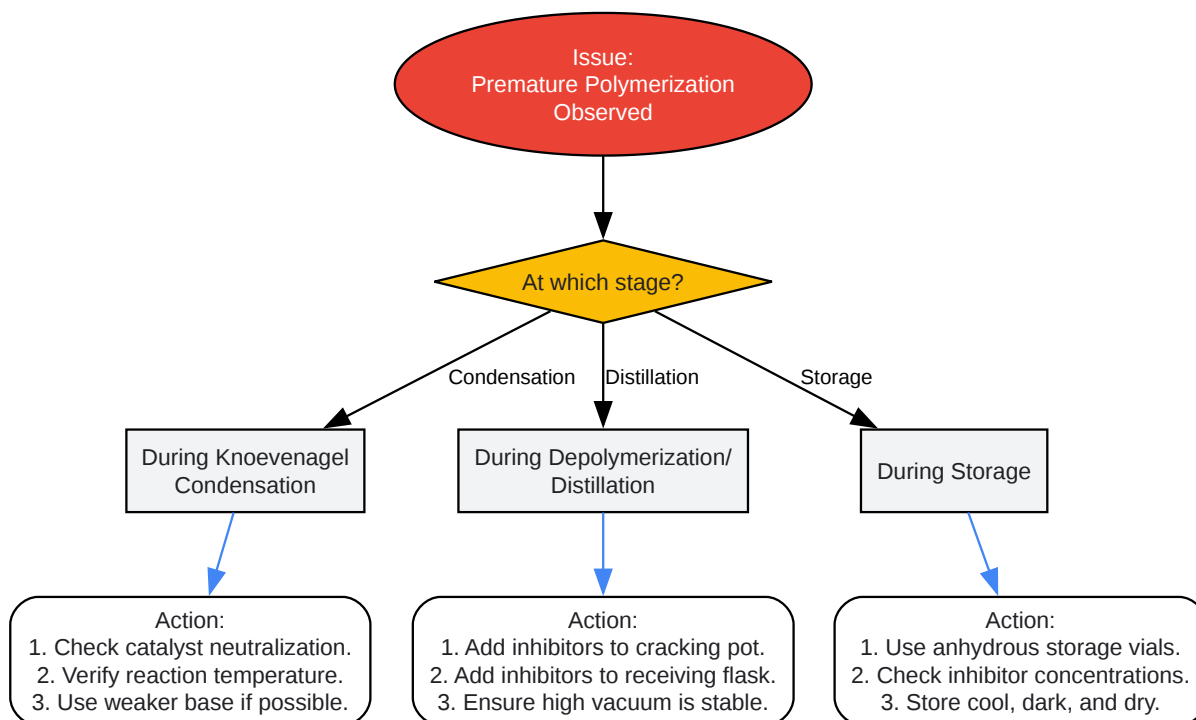 Issue:
Premature Polymerization
Observed
At which stage?
Condensation
Distillation
Storage
During Knoevenagel
Condensation
During Depolymerization/
Distillation
During Storage
Action:
1. Check catalyst neutralization.
2. Verify reaction temperature.
3. Use weaker base if possible.
Action:
1. Add inhibitors to cracking pot.
2. Add inhibitors to receiving flask.
3. Ensure high vacuum is stable.
Action:
1. Use anhydrous storage vials.
2. Check inhibitor concentrations.
3. Store cool, dark, and dry.